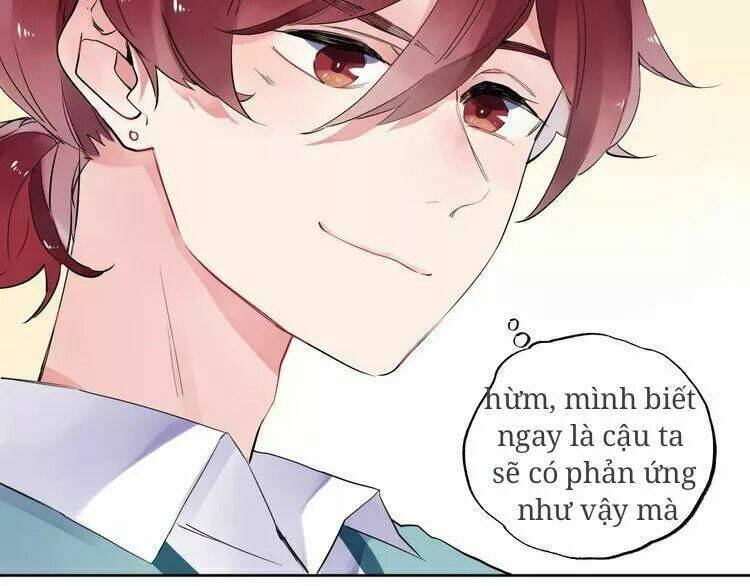 hừm, mình biết
ngay là cậu ta
sẽ có phản ứng
như vậy mà